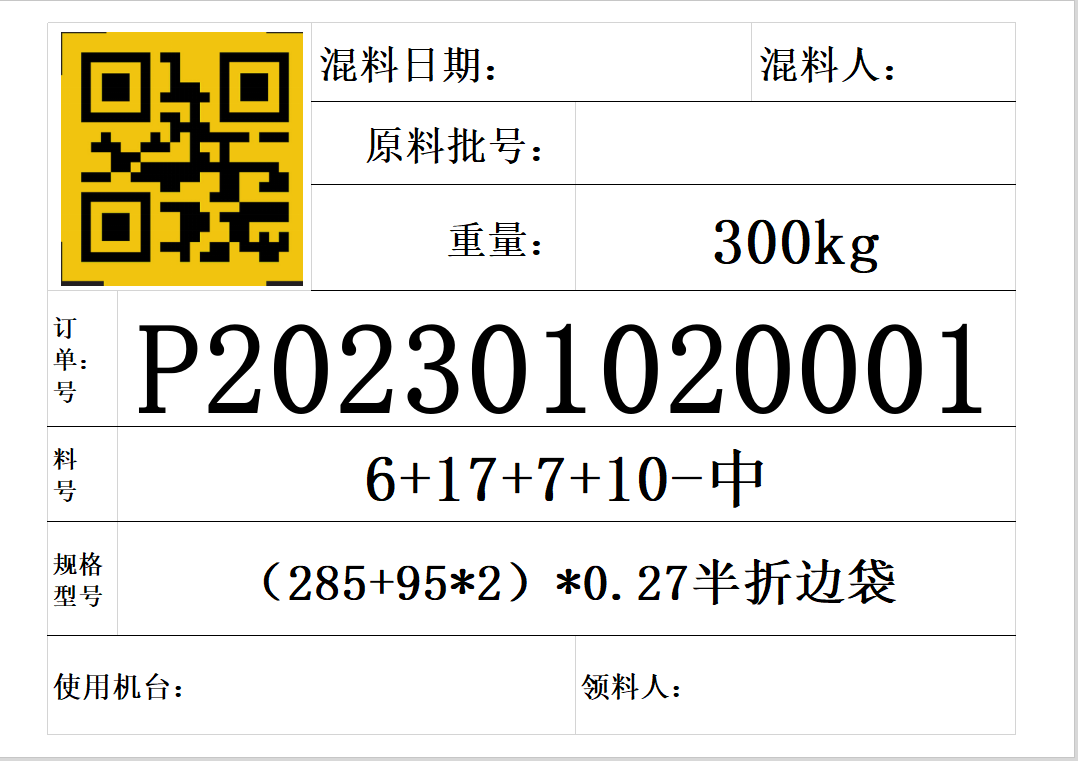 混料日期：
混料人：
原料批号：
重量：
300kg
订
单：
号
P202301020001
料
号
6+17+7+10-中
规格
型号
（285+95*2）*0.27半折边袋
使用机台：
领料人：